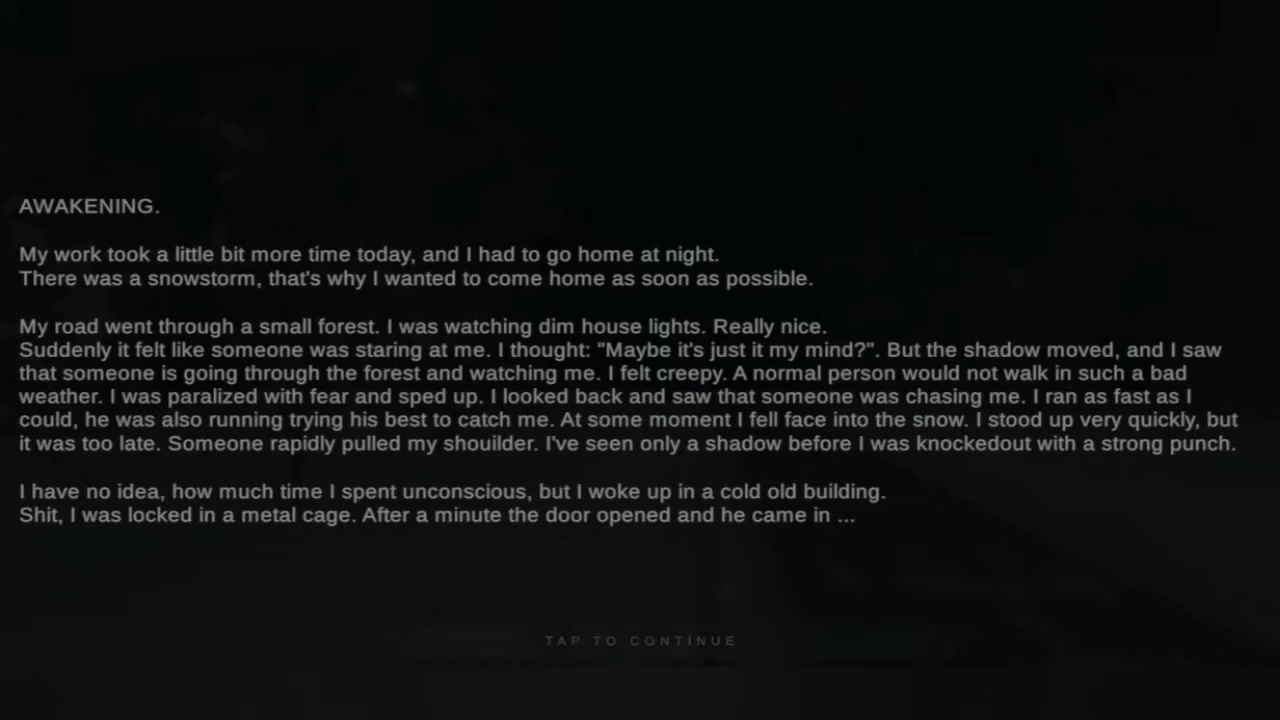 AWAKENING.
My work took a little bit more time today, and I had to go home at night.
There was a snowstorm, that's why I wanted to come home as soon as possible.
My road went through a small forest. I was watching dim house lights. Really nice.
Suddenly it felt like someone was staring at me. I thought: "Maybe it's just it my mind?". But the shadow moved, and I saw
that someone is going through the forest and watching me. I felt creepy. A normal person would not walk in such a bad
weather. I was paralized with fear and sped up. I looked back and saw that someone was chasing me. I ran as fast as I
could, he was also running trying his best to catch me. At some moment I fell face into the snow. I stood up very quickly, but
it was too late. Someone rapidly pulled my shouilder. I've seen only a shadow before I was knockedout with a strong punch.
I have no idea, how much time I spent unconscious, but I woke up in a cold old building.
Shit, I was locked in a metal cage. After a minute the door opened and he came in ...
TAP TO CONTINUE